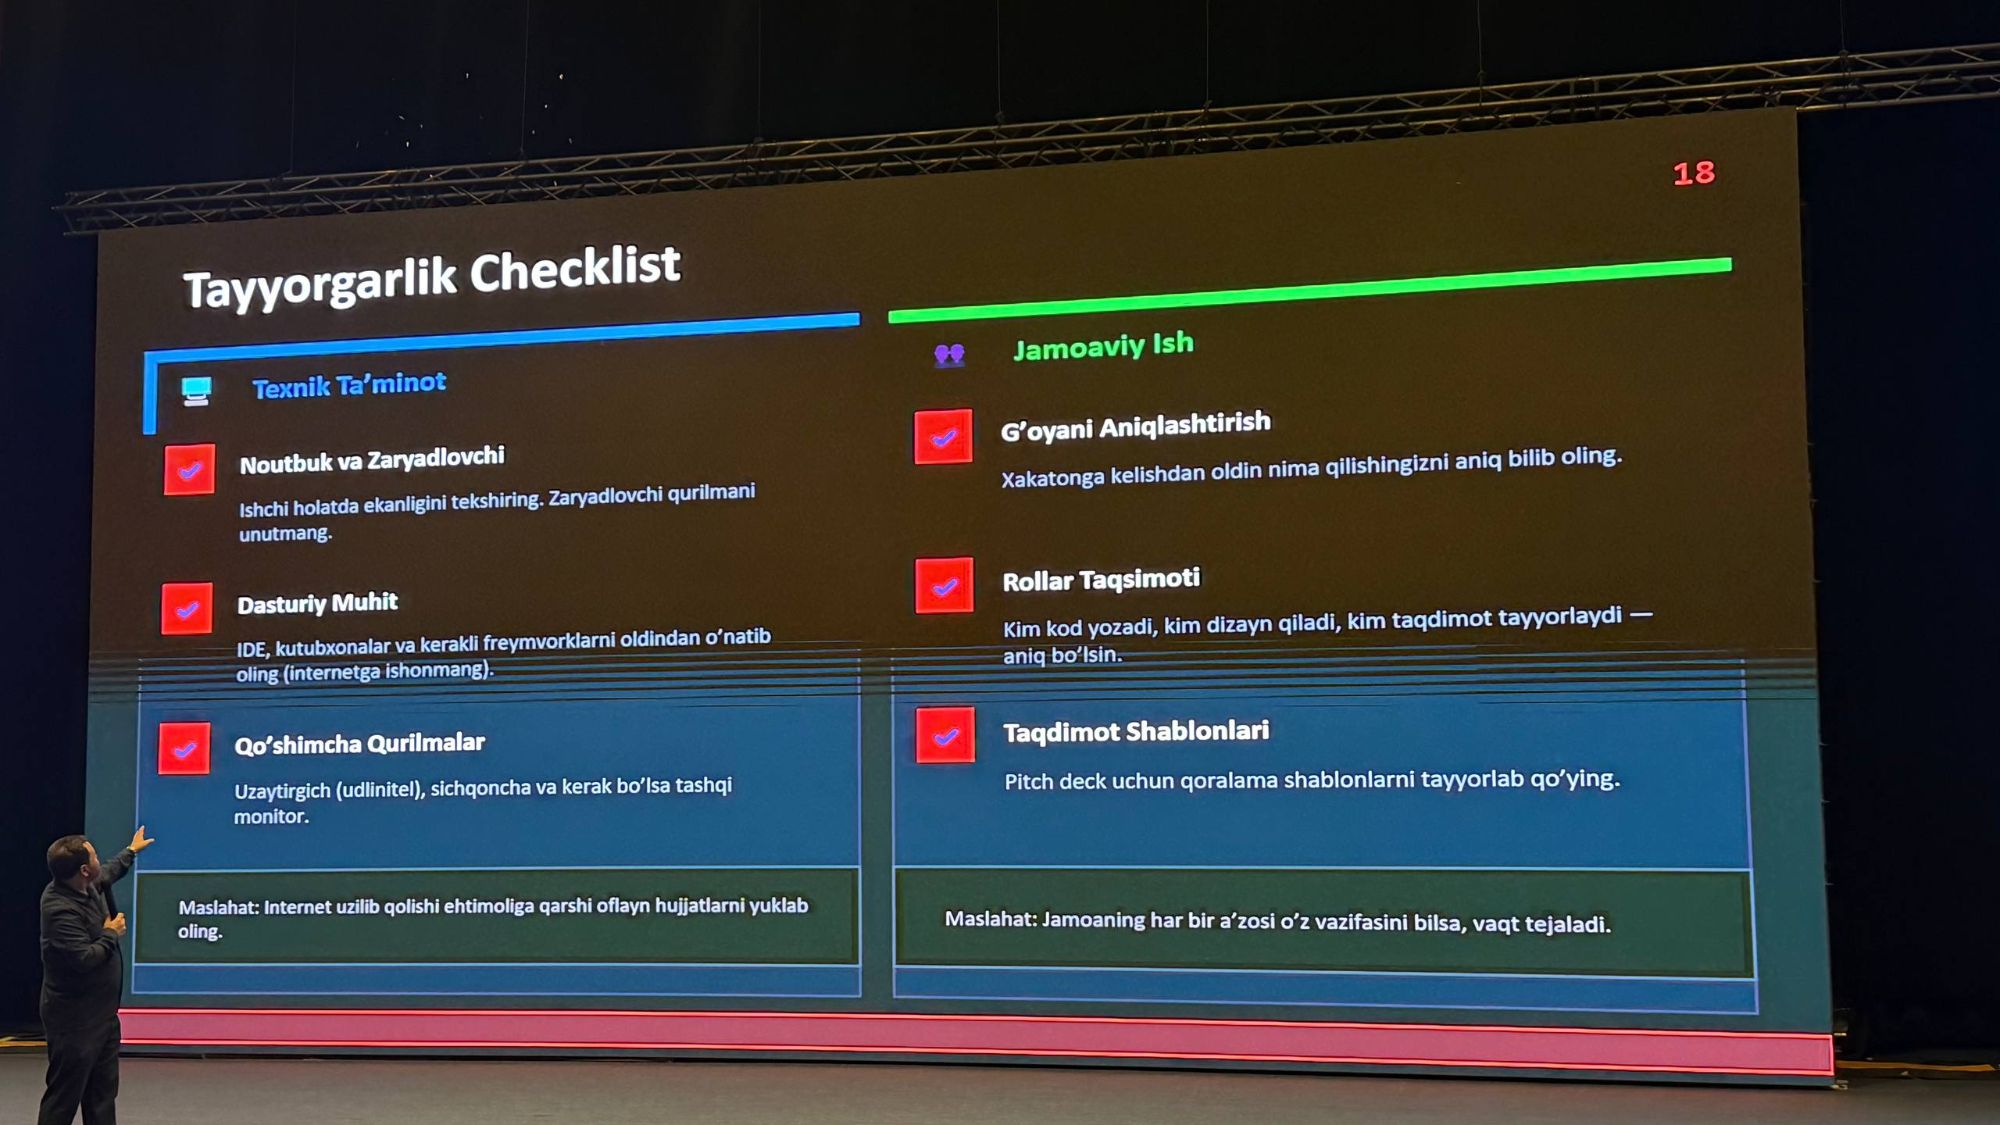 18
Tayyorgarlik Checklist
Texnik Ta’minot
Noutbuk va Zaryadlovchi
Ishchi holatda ekanligini tekshiring. Zaryadlovchi qurilmani
unutmang.
Dasturiy Muhit
IDE, kutubxonalar va kerakli freymvorklarni oldindan o’natib
oling (internetga ishonmang).
Qo’shimcha Qurilmalar
Uzaytirgich (udlinitel), sichqoncha va kerak bo’lsa tashqi
monitor.
Maslahat: Internet uzilib qolishi ehtimoliga qarshi oflayn hujjatlarni yuklab
oling.
Jamoaviy Ish
G’oyani Aniqlashtirish
Xakatonga kelishdan oldin nima qilishingizni aniq bilib oling.
Rollar Taqsimoti
Kim kod yozadi, kim dizayn qiladi, kim taqdimot tayyorlaydi —
aniq bo’lsin.
Taqdimot Shablonlari
Pitch deck uchun qoralama shablonlarni tayyorlab qo’ying.
Maslahat: Jamoaning har bir a’zosi o’z vazifasini bilsa, vaqt tejaladi.